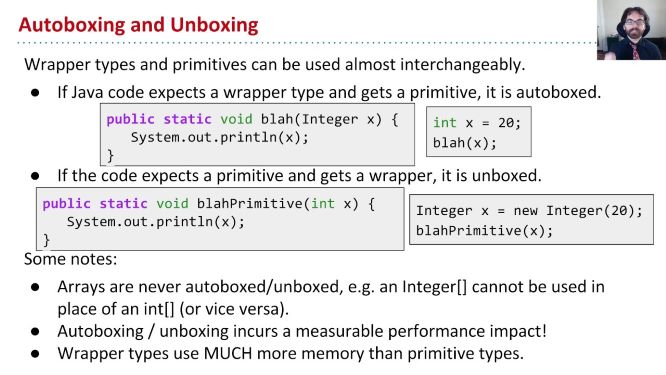 Autoboxing and Unboxing
Wrapper types and primitives can be used almost interchangeably.
● If Java code expects a wrapper type and gets a primitive, it is autoboxed.
public static void blah(Integer x) {
System.out.println(x);
}
int x = 20;
blah(x);
● If the code expects a primitive and gets a wrapper, it is unboxed.
public static void blahPrimitive(int x) {
System.out.println(x);
}
Integer x = new Integer(20);
blahPrimitive(x);
Some notes:
● Arrays are never autoboxed/unboxed, e.g. an Integer[] cannot be used in
place of an int[] (or vice versa).
● Autoboxing / unboxing incurs a measurable performance impact!
● Wrapper types use MUCH more memory than primitive types.